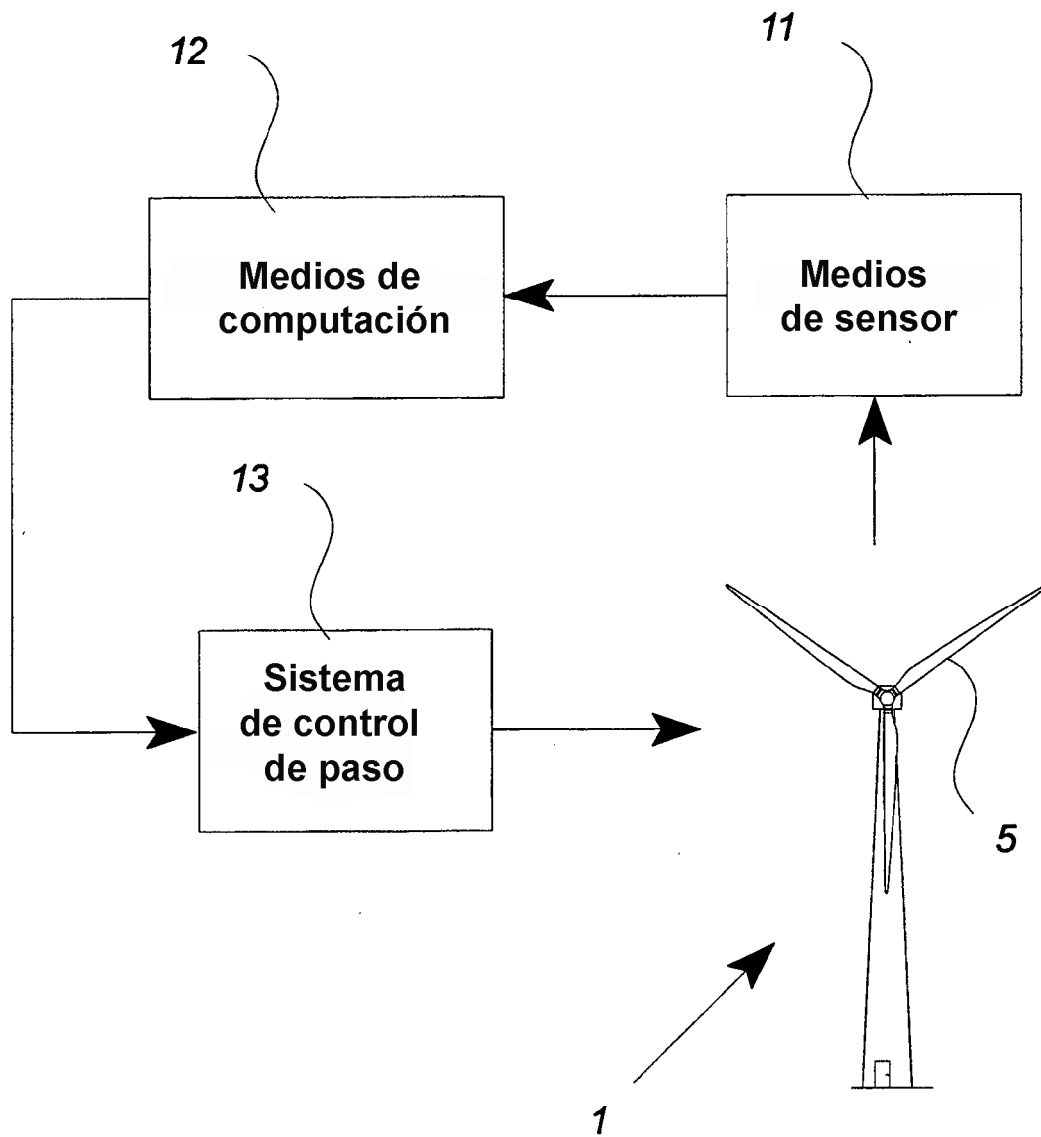 12
11
Medios de
computación
Medios
de sensor
13
Sistema
de control
de paso
5
1